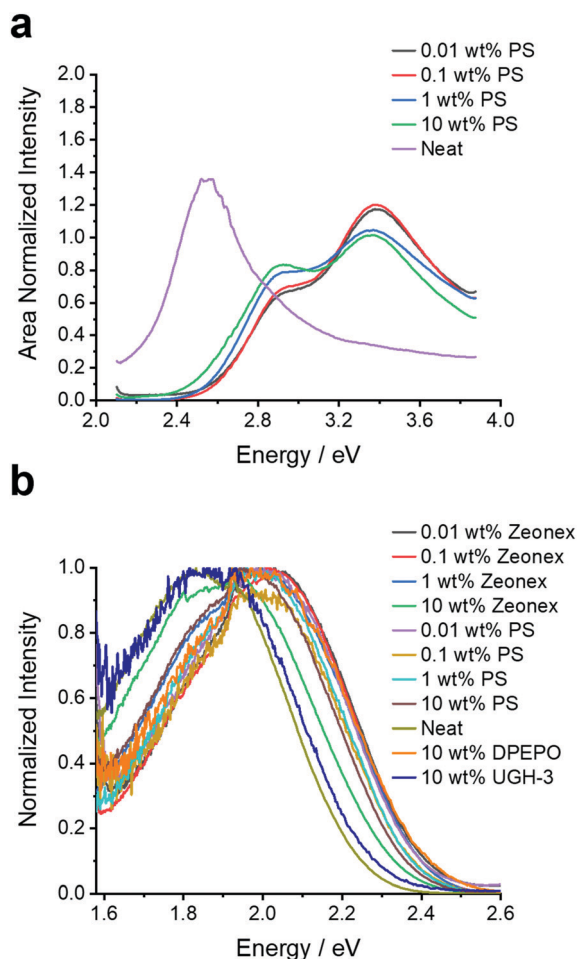 a
0.01 wt% PS
0.1 wt% PS
1 wt% PS
10 wt% PS
Neat
2.0
1.8
1.6
1.4
1.2
1.0
0.8
0.6
0.4
0.2
0.0
Area Normalized Intensity
2.0 2.4 2.8 3.2 3.6 4.0
Energy / eV
b
0.01 wt% Zeonex
0.1 wt% Zeonex
1 wt% Zeonex
10 wt% Zeonex
0.01 wt% PS
0.1 wt% PS
1 wt% PS
10 wt% PS
Neat
10 wt% DPEPO
10 wt% UGH-3
1.0
0.8
0.6
0.4
0.2
0.0
Normalized Intensity
1.6 1.8 2.0 2.2 2.4 2.6
Energy / eV